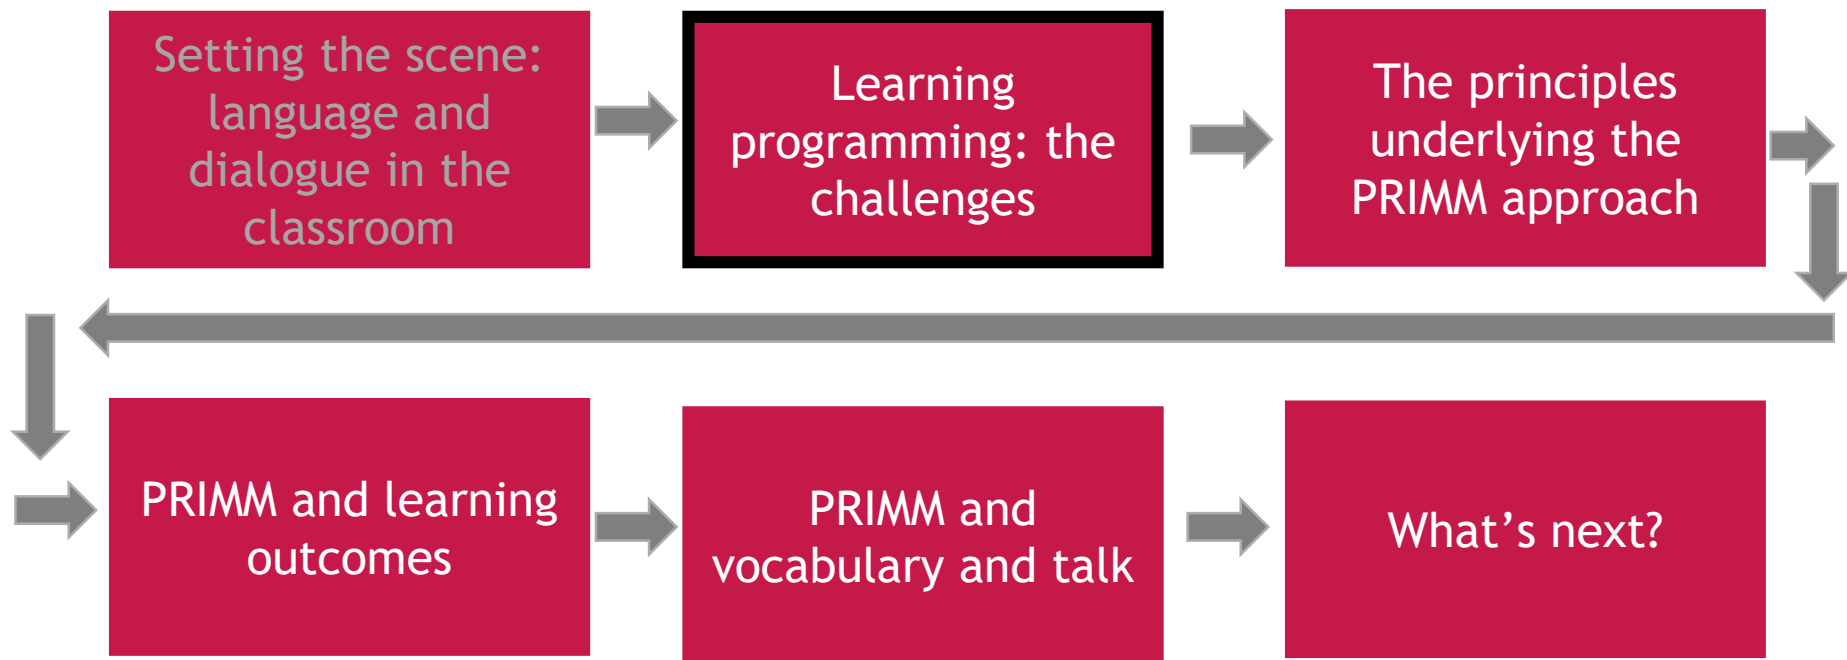 Setting the scene:
language and
dialogue in the
classroom
Learning
programming: the
challenges
The principles
underlying the
PRIMM approach
PRIMM and learning
outcomes
PRIMM and
vocabulary and talk
What’s next?